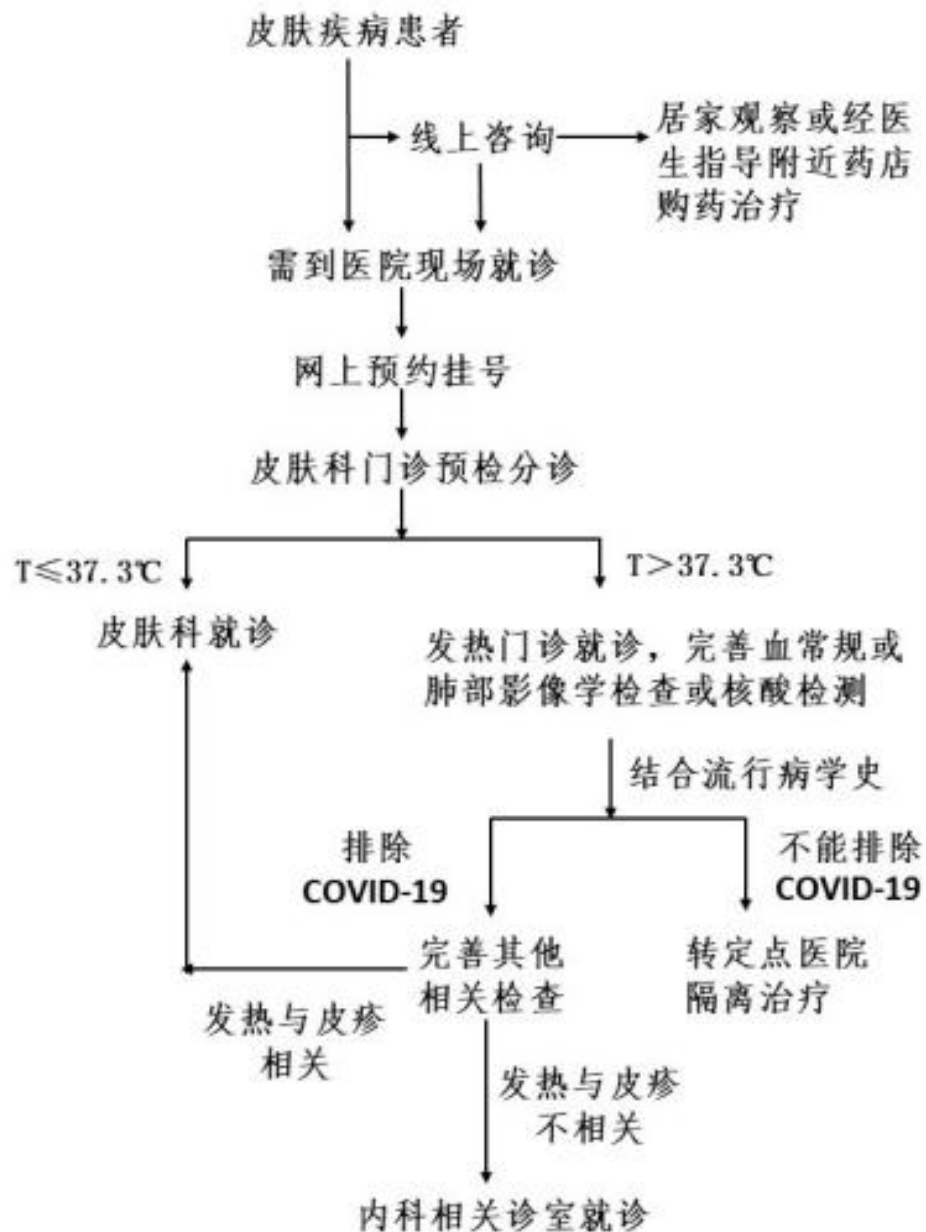 皮肤疾病患者
线上咨询
居家观察或经医
生指导附近药店
购药治疗
需到医院现场就诊
网上预约挂号
皮肤科门诊预检分诊
T≤37.3℃
T>37.3℃
皮肤科就诊
发热门诊就诊，完善血常规或
肺部影像学检查或核酸检测
结合流行病学史
排除
COVID-19
不能排除
COVID-19
完善其他
相关检查
转定点医院
隔离治疗
发热与皮疹
相关
发热与皮疹
不相关
内科相关诊室就诊